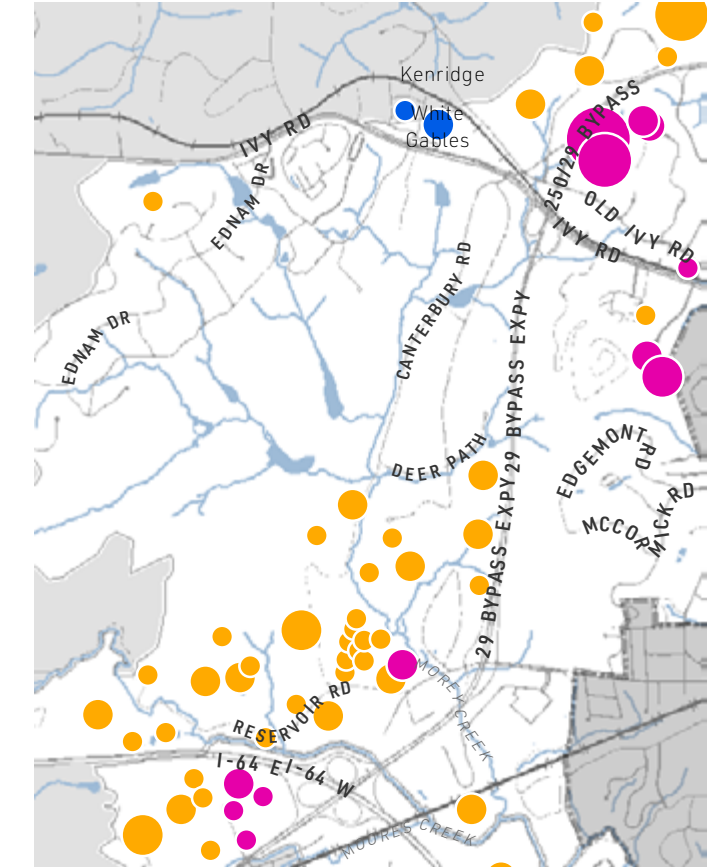 Kenridge
White
Gables
IVY RD
250/29 BYPASS
EDNAM DR
OLD IVY RD
IVY RD
CANTERBURY RD
EDNAM DR
29 BYPASS EXPY
DEER PATH
EDGEMONT RD
29 BYPASS EXPY
MCCORMICK RD
MOREY CREEK
RESERVOIR RD
I-64 E
I-64 W
MOORES CREEK